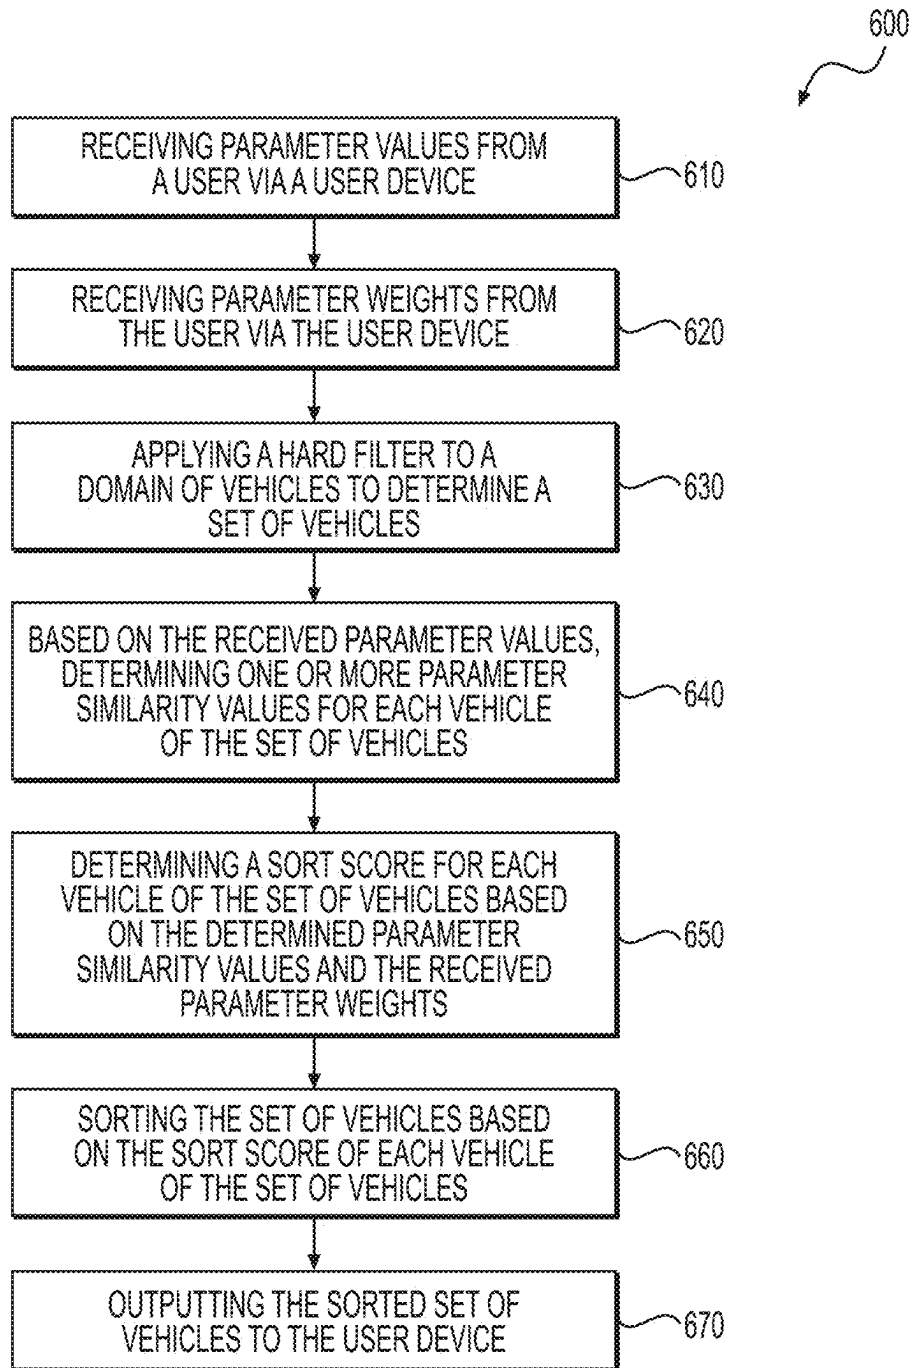 600
RECEIVING PARAMETER VALUES FROM
A USER VIA A USER DEVICE
610
RECEIVING PARAMETER WEIGHTS FROM
THE USER VIA THE USER DEVICE
620
APPLYING A HARD FILTER TO A
DOMAIN OF VEHICLES TO DETERMINE A
SET OF VEHICLES
630
BASED ON THE RECEIVED PARAMETER VALUES,
DETERMINING ONE OR MORE PARAMETER
SIMILARITY VALUES FOR EACH VEHICLE
OF THE SET OF VEHICLES
640
DETERMINING A SORT SCORE FOR EACH
VEHICLE OF THE SET OF VEHICLES BASED
ON THE DETERMINED PARAMETER
SIMILARITY VALUES AND THE RECEIVED
PARAMETER WEIGHTS
650
SORTING THE SET OF VEHICLES BASED
ON THE SORT SCORE OF EACH VEHICLE
OF THE SET OF VEHICLES
660
OUTPUTTING THE SORTED SET OF
VEHICLES TO THE USER DEVICE
670